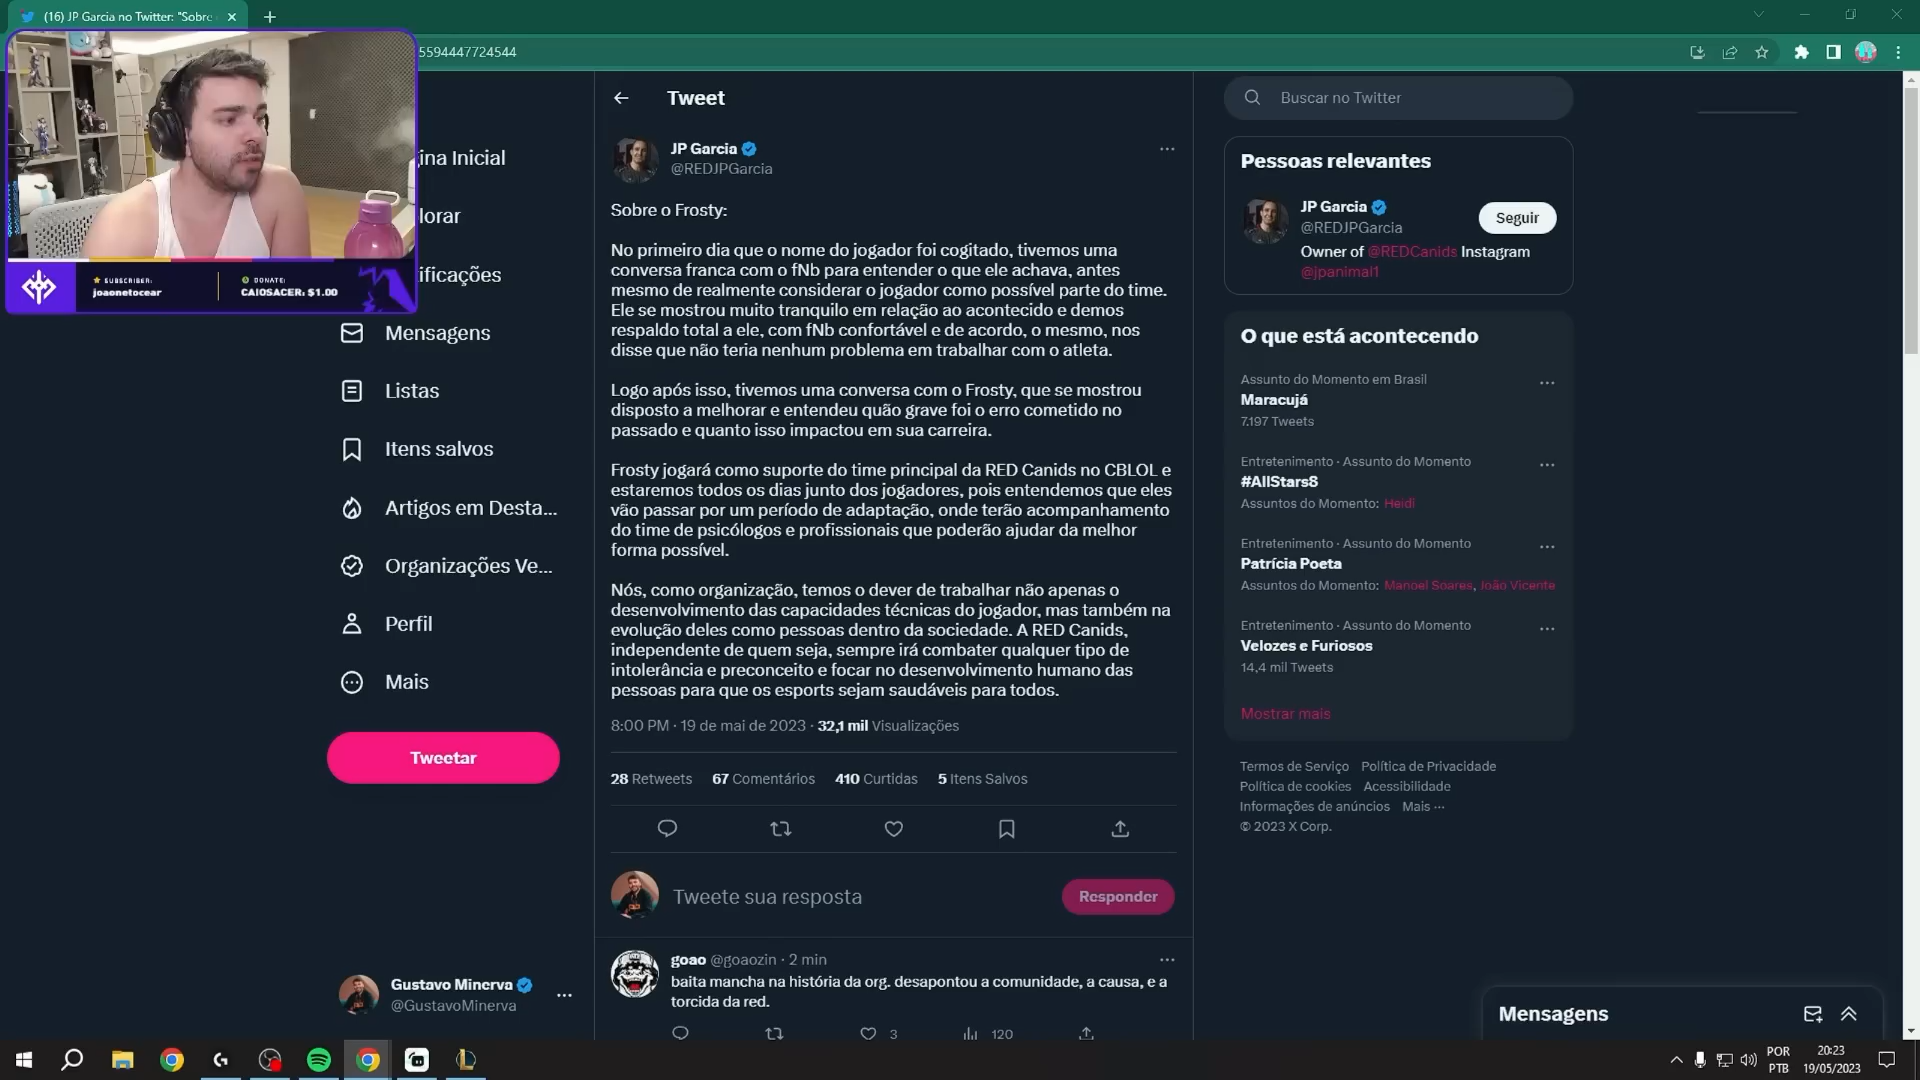 (16) JP Garcia no Twitter: "Sobre
5594447724544
SUBSCRIBER:
joaonetocear
DONATE:
CAIOSACER: $1.00
ina Inicial
lorar
ificações
Mensagens
Listas
Itens salvos
Artigos em Desta...
Organizações Ve...
Perfil
Mais
Tweetar
Gustavo Minerva
@GustavoMinerva
Tweet
JP Garcia
@REDJPGarcia
Sobre o Frosty:
No primeiro dia que o nome do jogador foi cogitado, tivemos uma
conversa franca com o fNb para entender o que ele achava, antes
mesmo de realmente considerar o jogador como possível parte do time.
Ele se mostrou muito tranquilo em relação ao acontecido e demos
respaldo total a ele, com fNb confortável e de acordo, o mesmo, nos
disse que não teria nenhum problema em trabalhar com o atleta.
Logo após isso, tivemos uma conversa com o Frosty, que se mostrou
disposto a melhorar e entendeu quão grave foi o erro cometido no
passado e quanto isso impactou em sua carreira.
Frosty jogará como suporte do time principal da RED Canids no CBLOL e
estaremos todos os dias junto dos jogadores, pois entendemos que eles
vão passar por um período de adaptação, onde terão acompanhamento
do time de psicólogos e profissionais que poderão ajudar da melhor
forma possível.
Nós, como organização, temos o dever de trabalhar não apenas o
desenvolvimento das capacidades técnicas do jogador, mas também na
evolução deles como pessoas dentro da sociedade. A RED Canids,
independente de quem seja, sempre irá combater qualquer tipo de
intolerância e preconceito e focar no desenvolvimento humano das
pessoas para que os esports sejam saudáveis para todos.
8:00 PM · 19 de mai de 2023 · 32,1 mil Visualizações
28 Retweets 67 Comentários 410 Curtidas 5 Itens Salvos
Tweete sua resposta
Responder
goao @goaozin · 2 min
baita mancha na história da org. desapontou a comunidade, a causa, e a
torcida da red.
3 120
Buscar no Twitter
Pessoas relevantes
JP Garcia
@REDJPGarcia
Seguir
Owner of @REDCanids Instagram
@jpanimal1
O que está acontecendo
Assunto do Momento em Brasil
Maracujá
7.197 Tweets
Entretenimento · Assunto do Momento
#AllStars8
Assuntos do Momento: Heidi
Entretenimento · Assunto do Momento
Patrícia Poeta
Assuntos do Momento: Manoel Soares, João Vicente
Entretenimento · Assunto do Momento
Velozes e Furiosos
14,4 mil Tweets
Mostrar mais
Termos de Serviço Política de Privacidade
Política de cookies Acessibilidade
Informações de anúncios Mais ···
© 2023 X Corp.
Mensagens
POR
PTB
20:23
19/05/2023